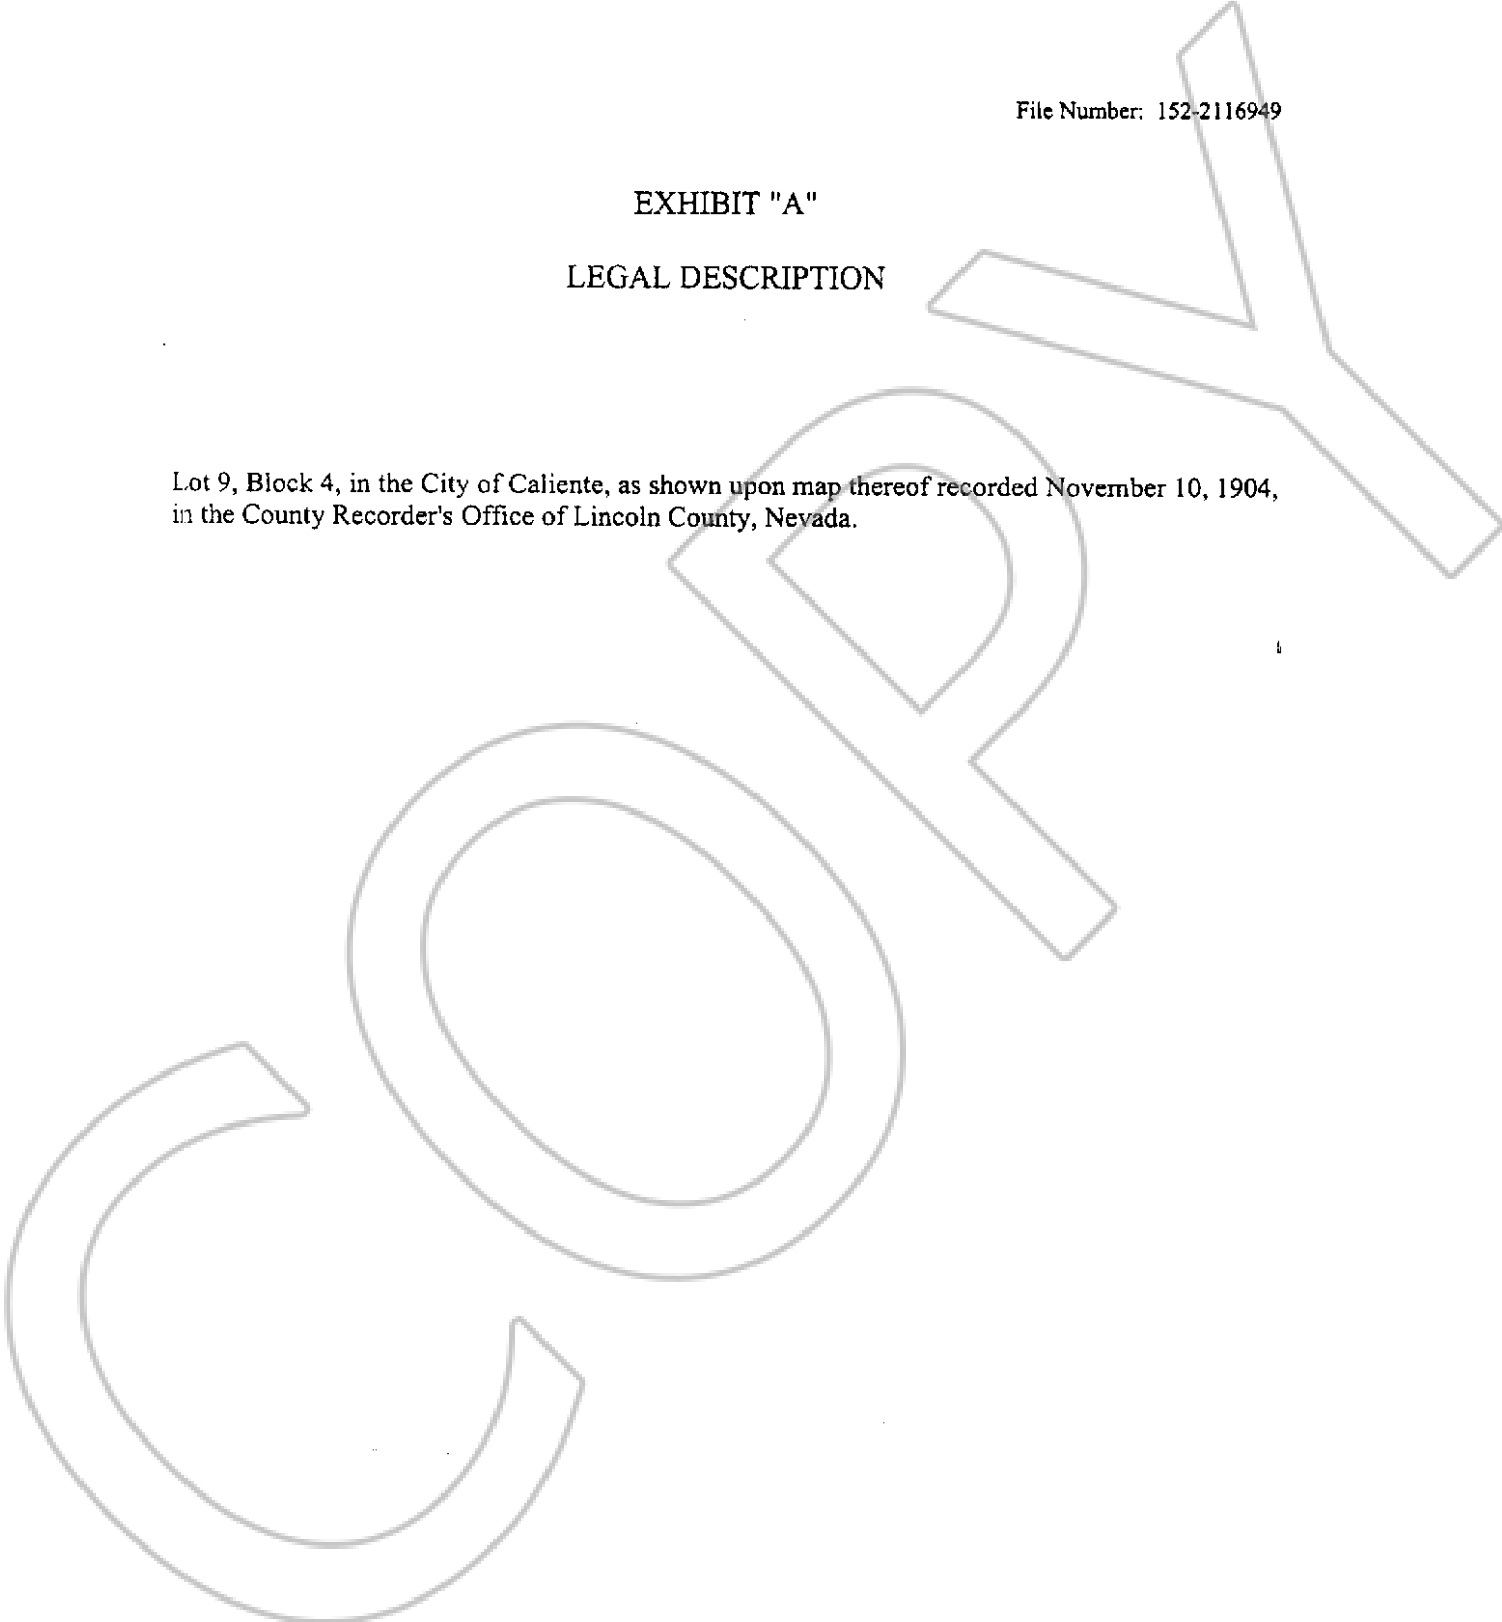 File Number: 152-2116949
EXHIBIT "A"
LEGAL DESCRIPTION
Lot 9, Block 4, in the City of Caliente, as shown upon map thereof recorded November 10, 1904,
in the County Recorder's Office of Lincoln County, Nevada.
COPY